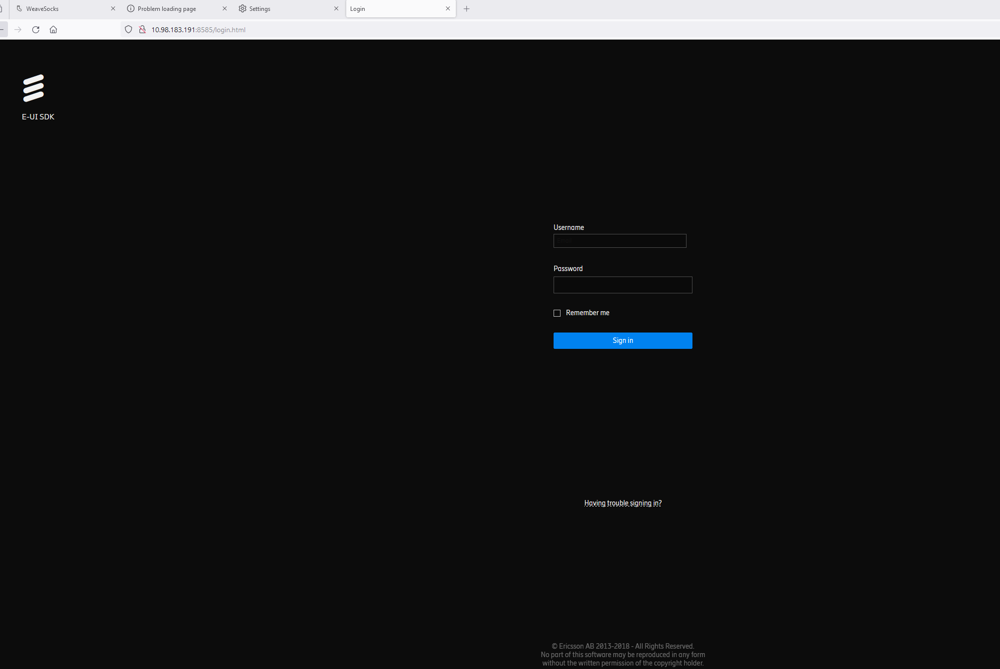 WeaveSocks
Problem loading page
Settings
Login
10.98.183.191:8585/login.html
E-UI SDK
Username
Email
Password
Remember me
Sign in
Having trouble signing in?
© Ericsson AB 2013-2018 - All Rights Reserved.
No part of this software may be reproduced in any form
without the written permission of the copyright holder.